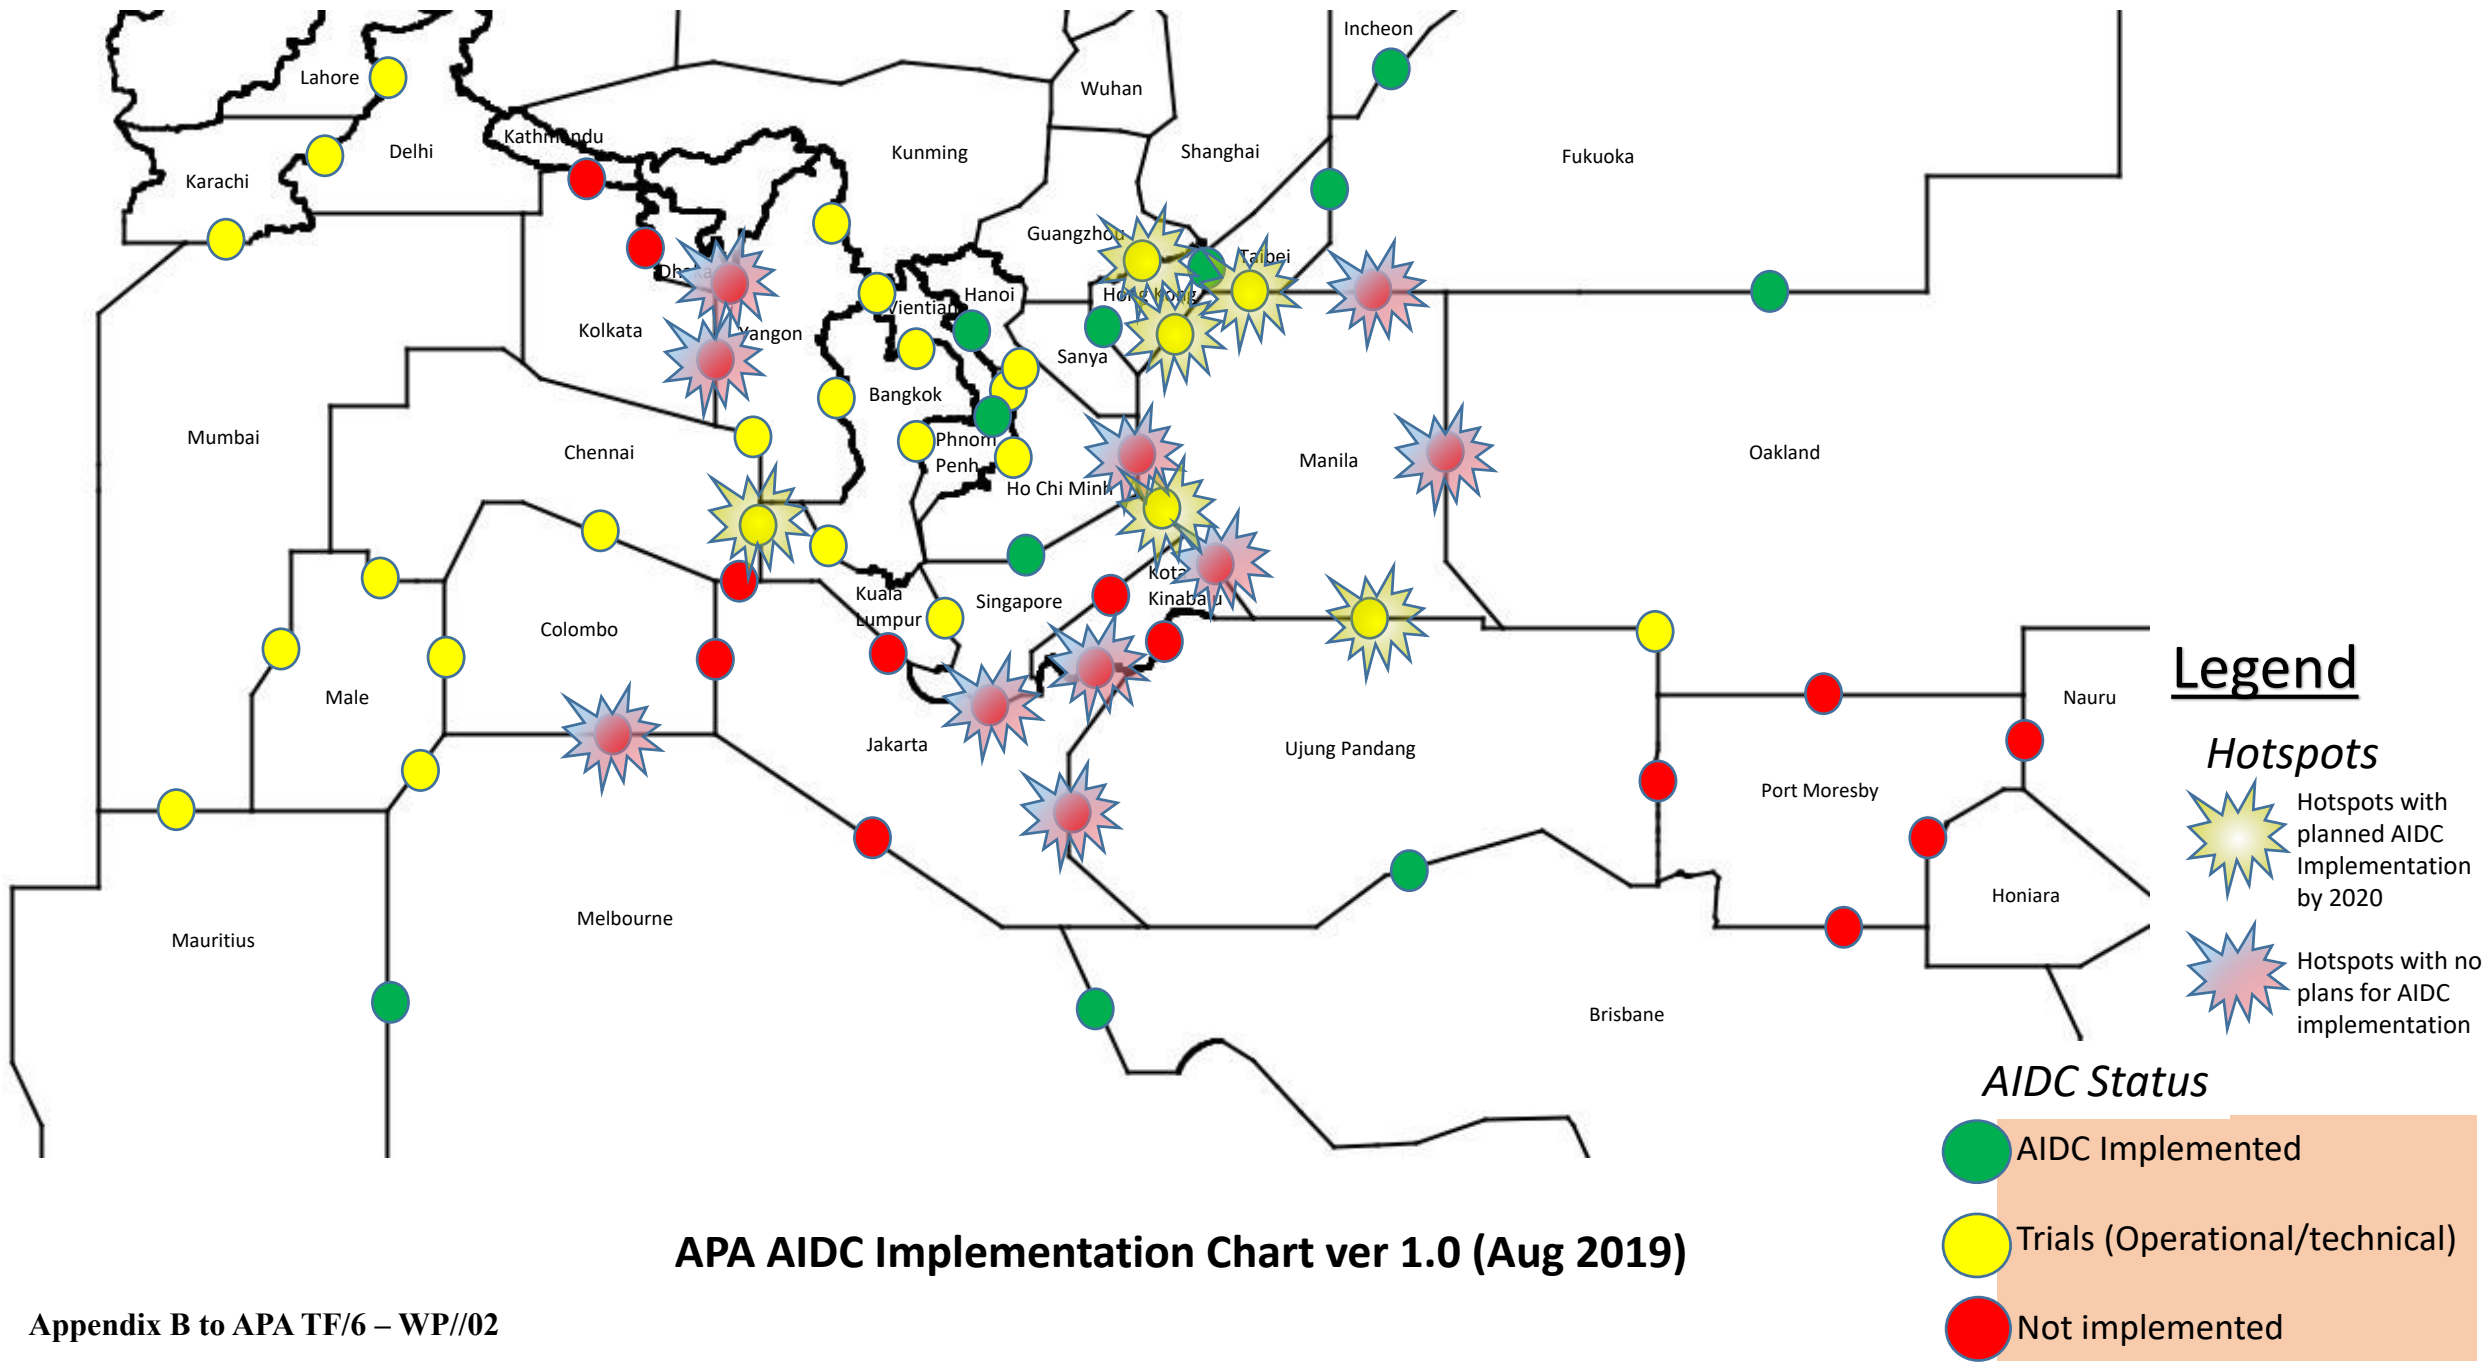 Incheon
Lahore
Wuhan
Kathmandu
Delhi
Kunming
Shanghai
Fukuoka
Karachi
Guangzhou
Taipei
Dhaka
Hanoi
Hong Kong
Vientian
Kolkata
Yangon
Sanya
Bangkok
Mumbai
Chennai
Phnom
Penh
Manila
Oakland
Ho Chi Minh
Kota
Kinabalu
Kuala
Lumpur
Singapore
Colombo
Male
Jakarta
Ujung Pandang
Port Moresby
Nauru
Honiara
Melbourne
Mauritius
Brisbane
Legend
Hotspots
Hotspots with
planned AIDC
Implementation
by 2020
Hotspots with no
plans for AIDC
implementation
AIDC Status
AIDC Implemented
Trials (Operational/technical)
Not implemented
APA AIDC Implementation Chart ver 1.0 (Aug 2019)
Appendix B to APA TF/6 – WP//02